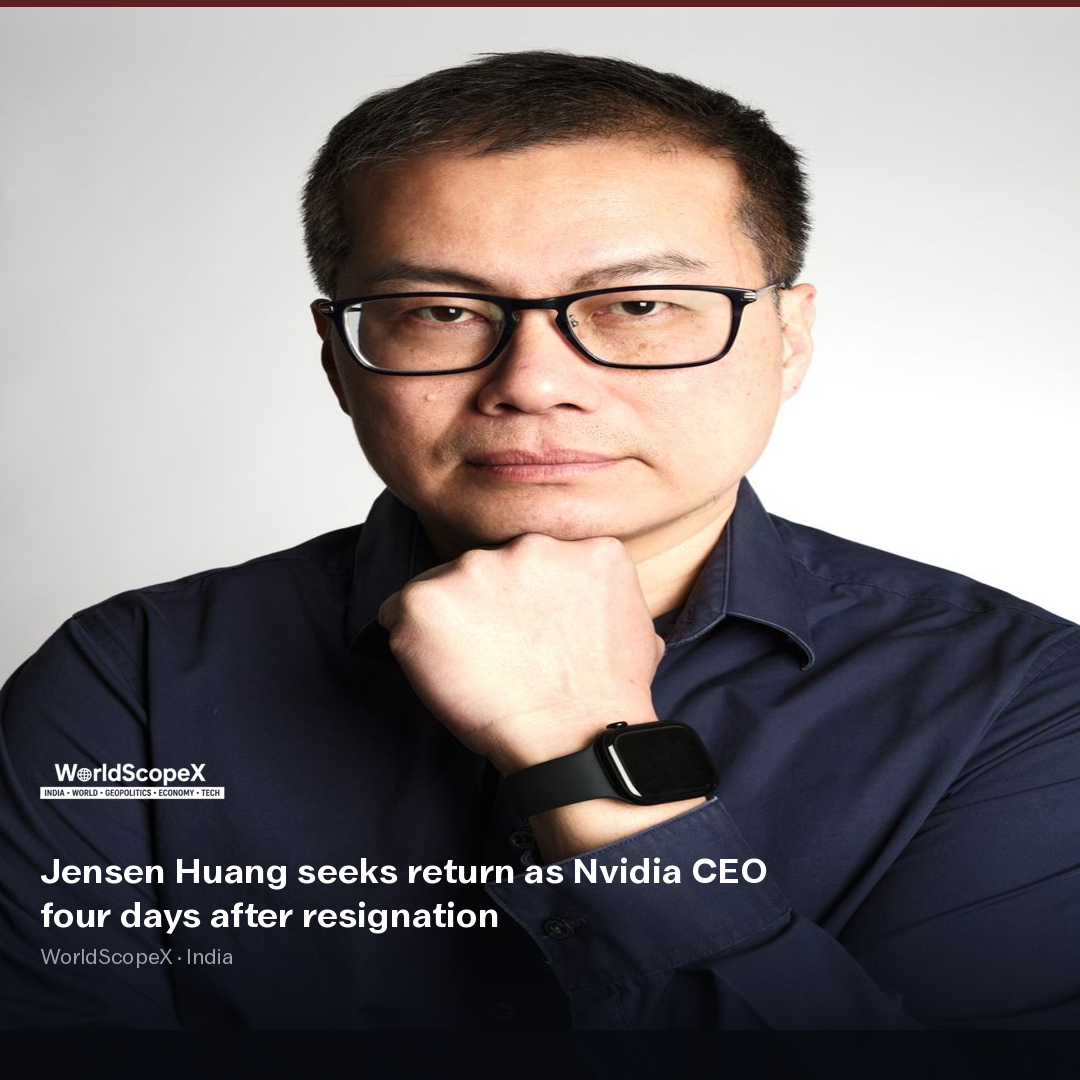 WorldScopeX
INDIA • WORLD • GEOPOLITICS • ECONOMY • TECH
Jensen Huang seeks return as Nvidia CEO
four days after resignation
WorldScopeX · India